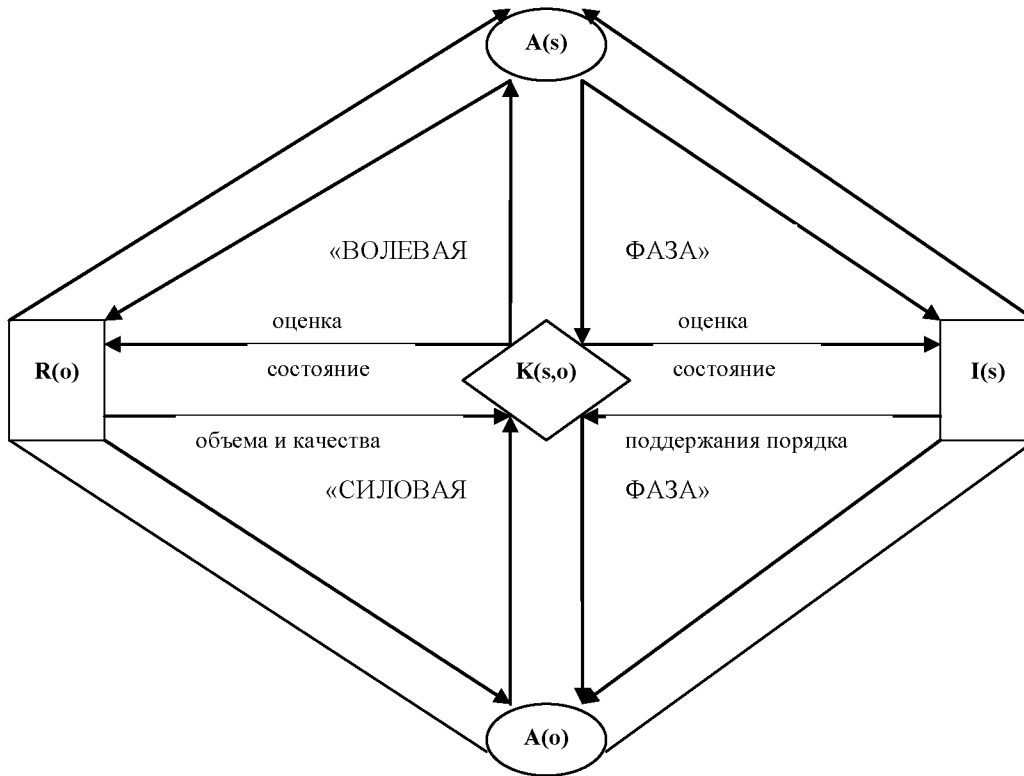 A(s)
«ВОЛЕВАЯ ФАЗА»
оценка оценка
R(o) K(s,o) I(s)
состояние состояние
объема и качества поддержания порядка
«СИЛОВАЯ ФАЗА»
A(o)